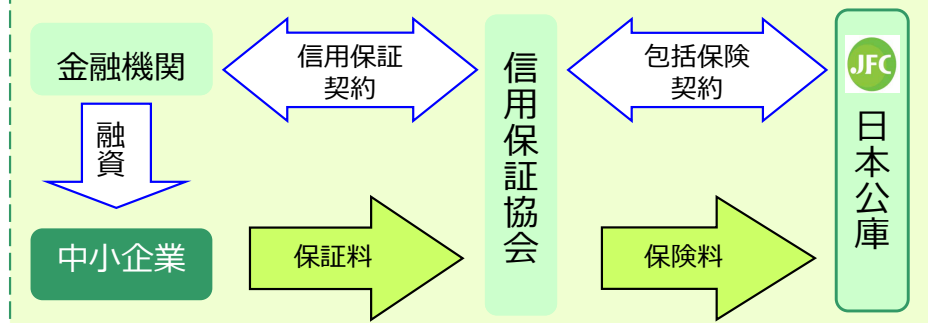 金融機関
信用保証
契約
信用保証協会
包括保険
契約
JFC
日本公庫
融資
中小企業
保証料
保険料